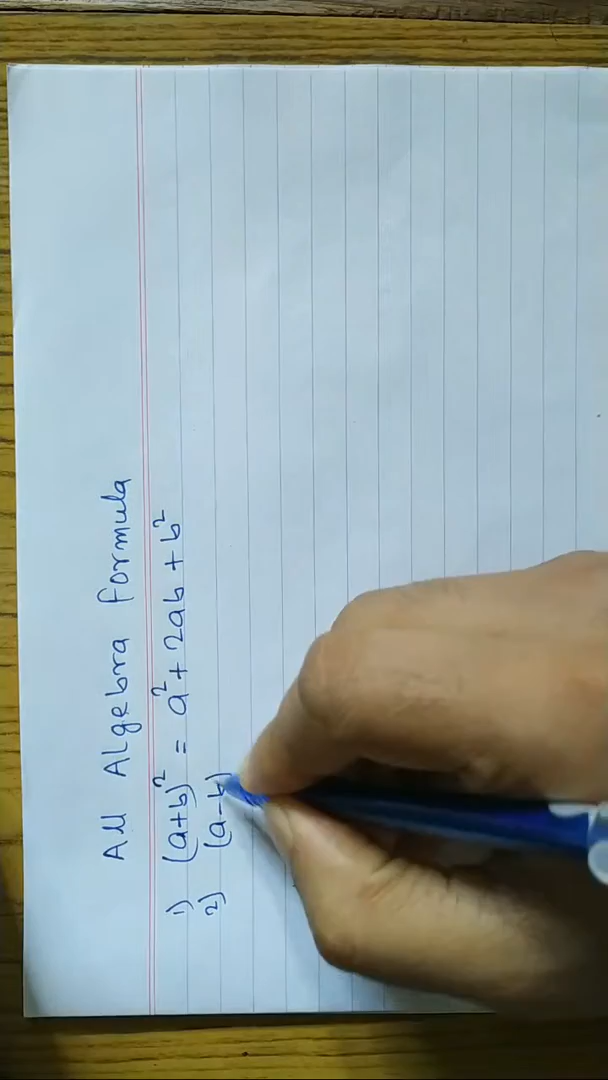 All Algebra formula
1) (a+b)² = a² + 2ab + b²
2) (a-b)